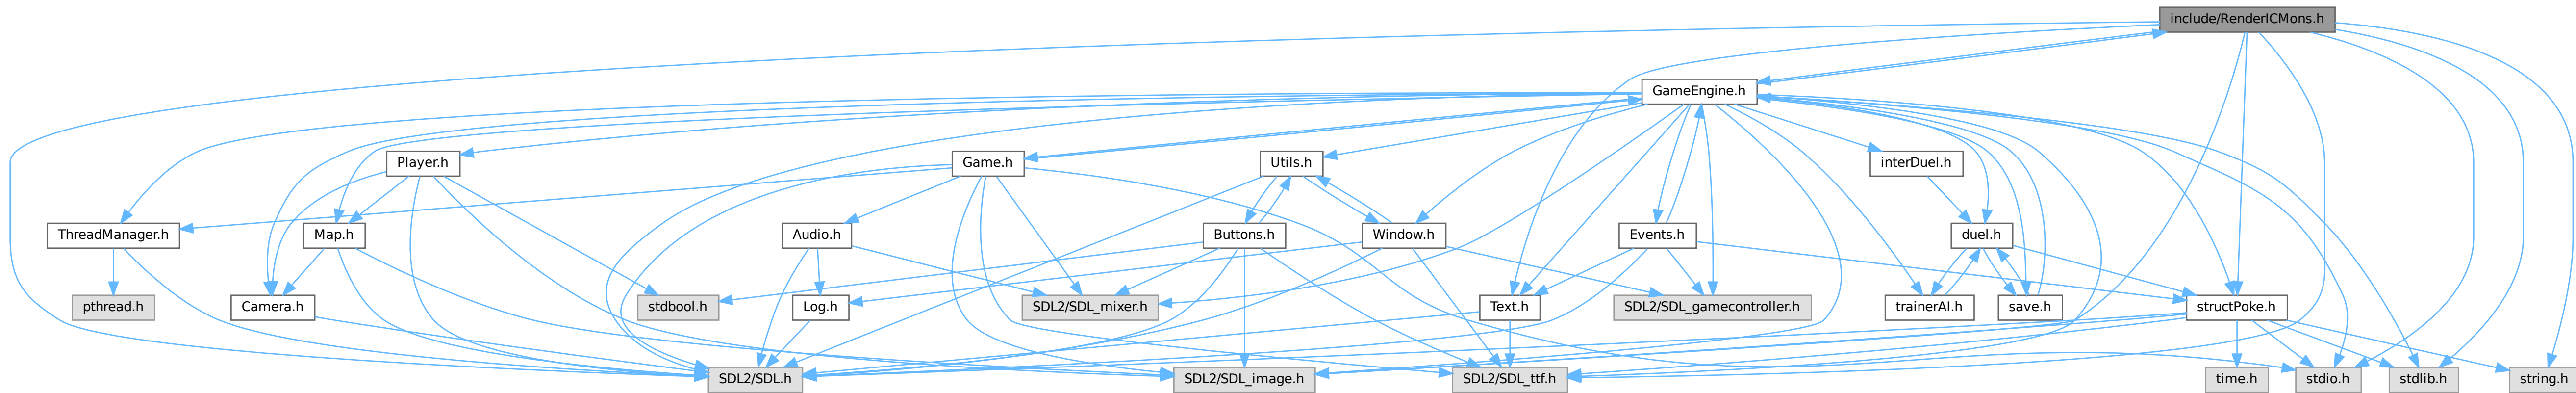 include/RenderICMons.h
GameEngine.h
Player.h
Game.h
Utils.h
interDuel.h
ThreadManager.h
Map.h
Audio.h
Buttons.h
Window.h
Events.h
duel.h
pthread.h
Camera.h
stdbool.h
Log.h
SDL2/SDL_mixer.h
SDL2/SDL_gamecontroller.h
Text.h
trainerAI.h
save.h
structPoke.h
SDL2/SDL.h
SDL2/SDL_image.h
SDL2/SDL_ttf.h
time.h
stdio.h
stdlib.h
string.h